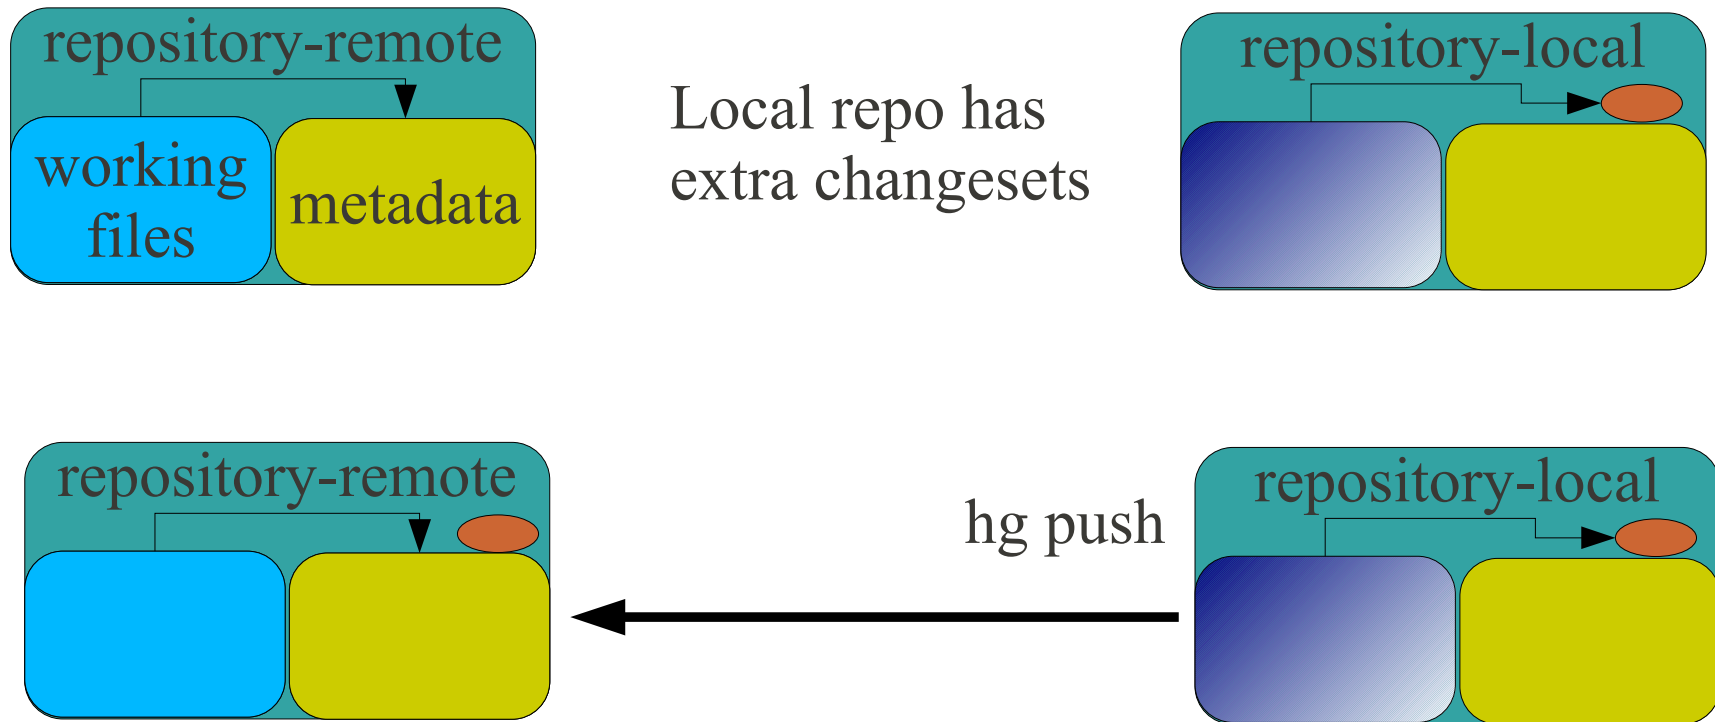 repository-remote
working
files
metadata
Local repo has
extra changesets
repository-local
repository-remote
hg push
repository-local